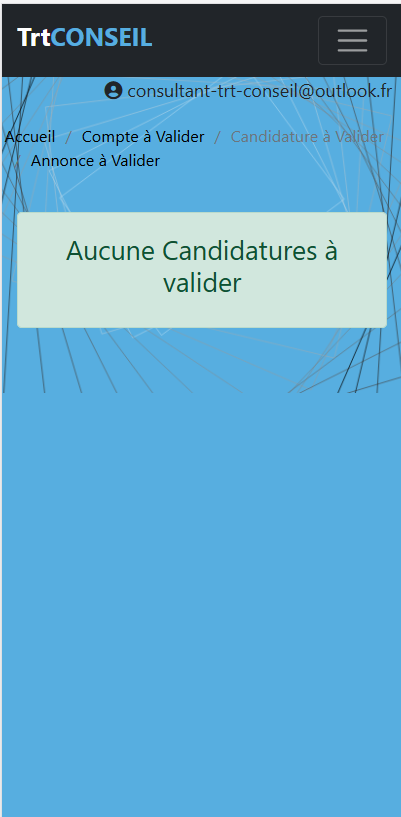 TrtCONSEIL
consultant-trt-conseil@outlook.fr
Accueil / Compte à Valider / Candidature à Valider
/ Annonce à Valider
Aucune Candidatures à
valider